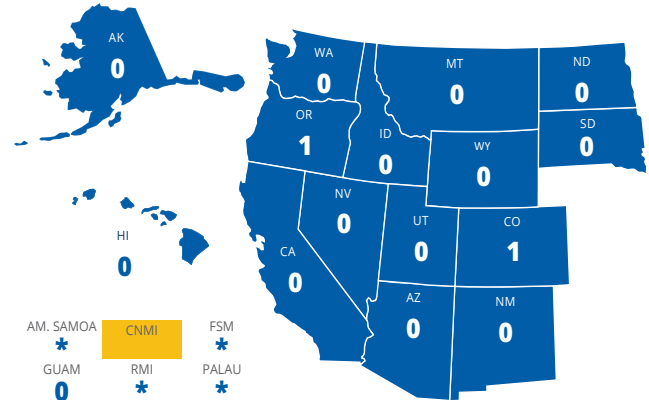 AK
0
WA
0
MT
0
ND
0
OR
1
ID
0
SD
0
WY
0
NV
0
HI
0
UT
0
CO
1
CA
0
AZ
0
NM
0
AM. SAMOA
*
CNMI
FSM
*
GUAM
0
RMI
*
PALAU
*